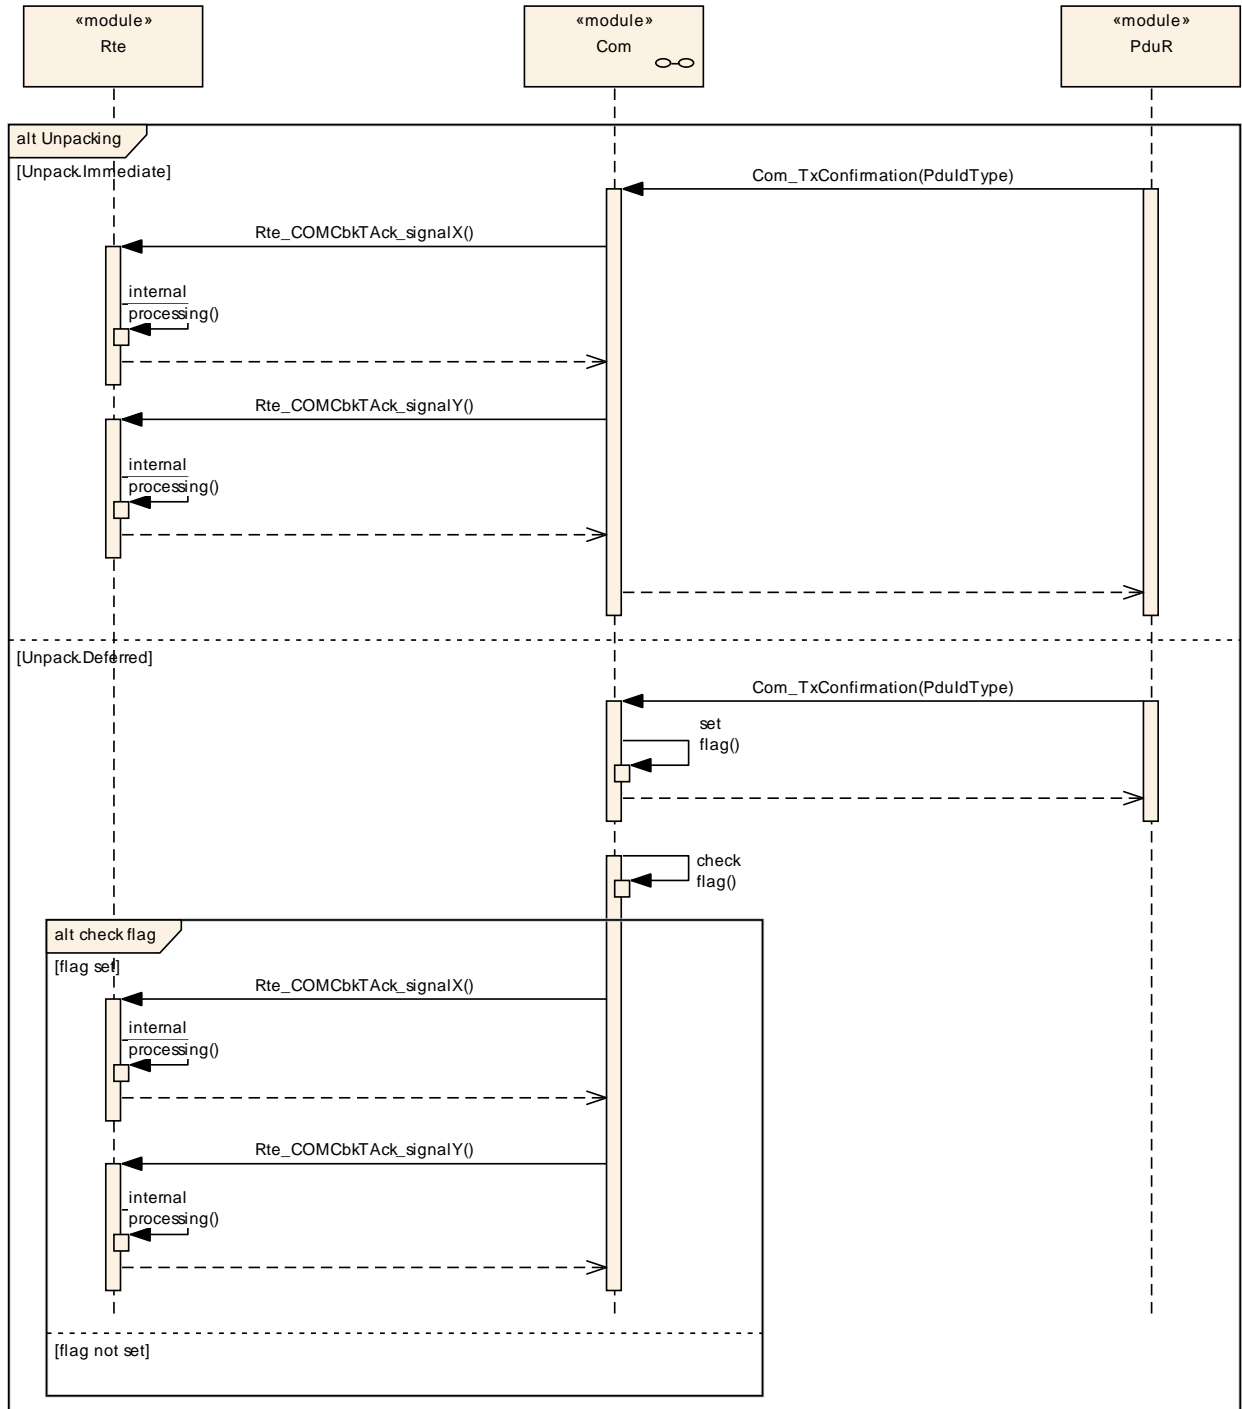 «module»
Rte
«module»
Com
«module»
PduR
alt Unpacking
[Unpack.Immediate]
Com_TxConfirmation(PduIdType)
Rte_COMCbkTAck_signalX()
internal
processing()
Rte_COMCbkTAck_signalY()
internal
processing()
[Unpack.Deferred]
Com_TxConfirmation(PduIdType)
set
flag()
check
flag()
alt check flag
[flag set]
Rte_COMCbkTAck_signalX()
internal
processing()
Rte_COMCbkTAck_signalY()
internal
processing()
[flag not set]